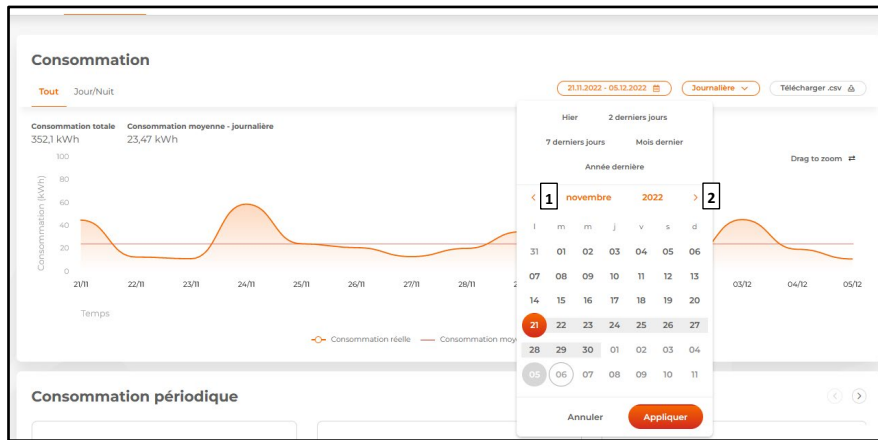 Consommation
Tout Jour/Nuit
21.11.2022 - 05.12.2022 Journalière Télécharger .csv
Consommation totale Consommation moyenne - journalière
352,1 kWh 23,47 kWh
Drag to zoom
Consommation (kWh)
100
80
60
40
20
0
21/11 22/11 23/11 24/11 25/11 26/11 27/11 28/11 2 03/12 04/12 05/12
Temps
Consommation réelle Consommation moy
Hier 2 derniers jours
7 derniers jours Mois dernier
Année dernière
< 1 novembre 2022 > 2
l m m j v s d
31 01 02 03 04 05 06
07 08 09 10 11 12 13
14 15 16 17 18 19 20
21 22 23 24 25 26 27
28 29 30 01 02 03 04
05 06 07 08 09 10 11
Annuler Appliquer
Consommation périodique